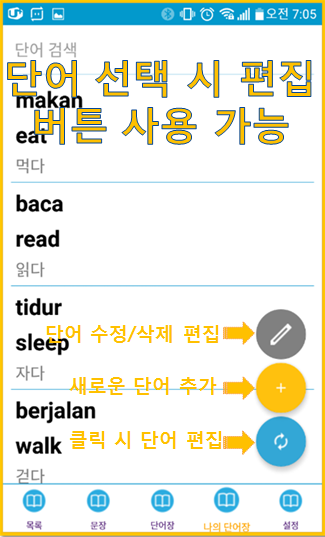 오전 7:05
단어 검색
단어 선택 시 편집
버튼 사용 가능
makan
eat
먹다
baca
read
읽다
tidur
sleep
자다
단어 수정/삭제 편집
새로운 단어 추가
berjalan
walk
걷다
클릭 시 단어 편집
목록
문장
단어장
나의 단어장
설정